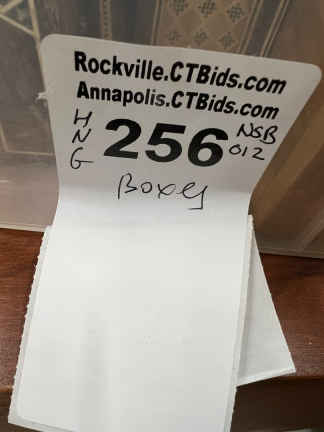 Rockville.CTBids.com
Annapolis.CTBids.com
HNG 256 NSB 012
Boxes